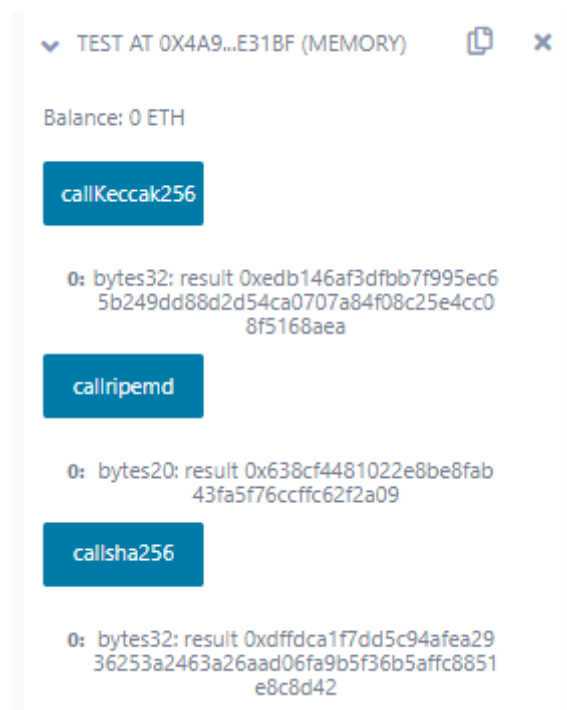 TEST AT 0X4A9...E31BF (MEMORY)
Balance: 0 ETH
callKeccak256
0: bytes32: result 0xedb146af3dfbb7f995ec6
5b249dd88d2d54ca0707a84f08c25e4cc0
8f5168aea
callripemd
0: bytes20: result 0x638cf4481022e8be8fab
43fa5f76ccffc62f2a09
callsha256
0: bytes32: result 0xdffdca1f7dd5c94afea29
36253a2463a26aad06fa9b5f36b5affc8851
e8c8d42